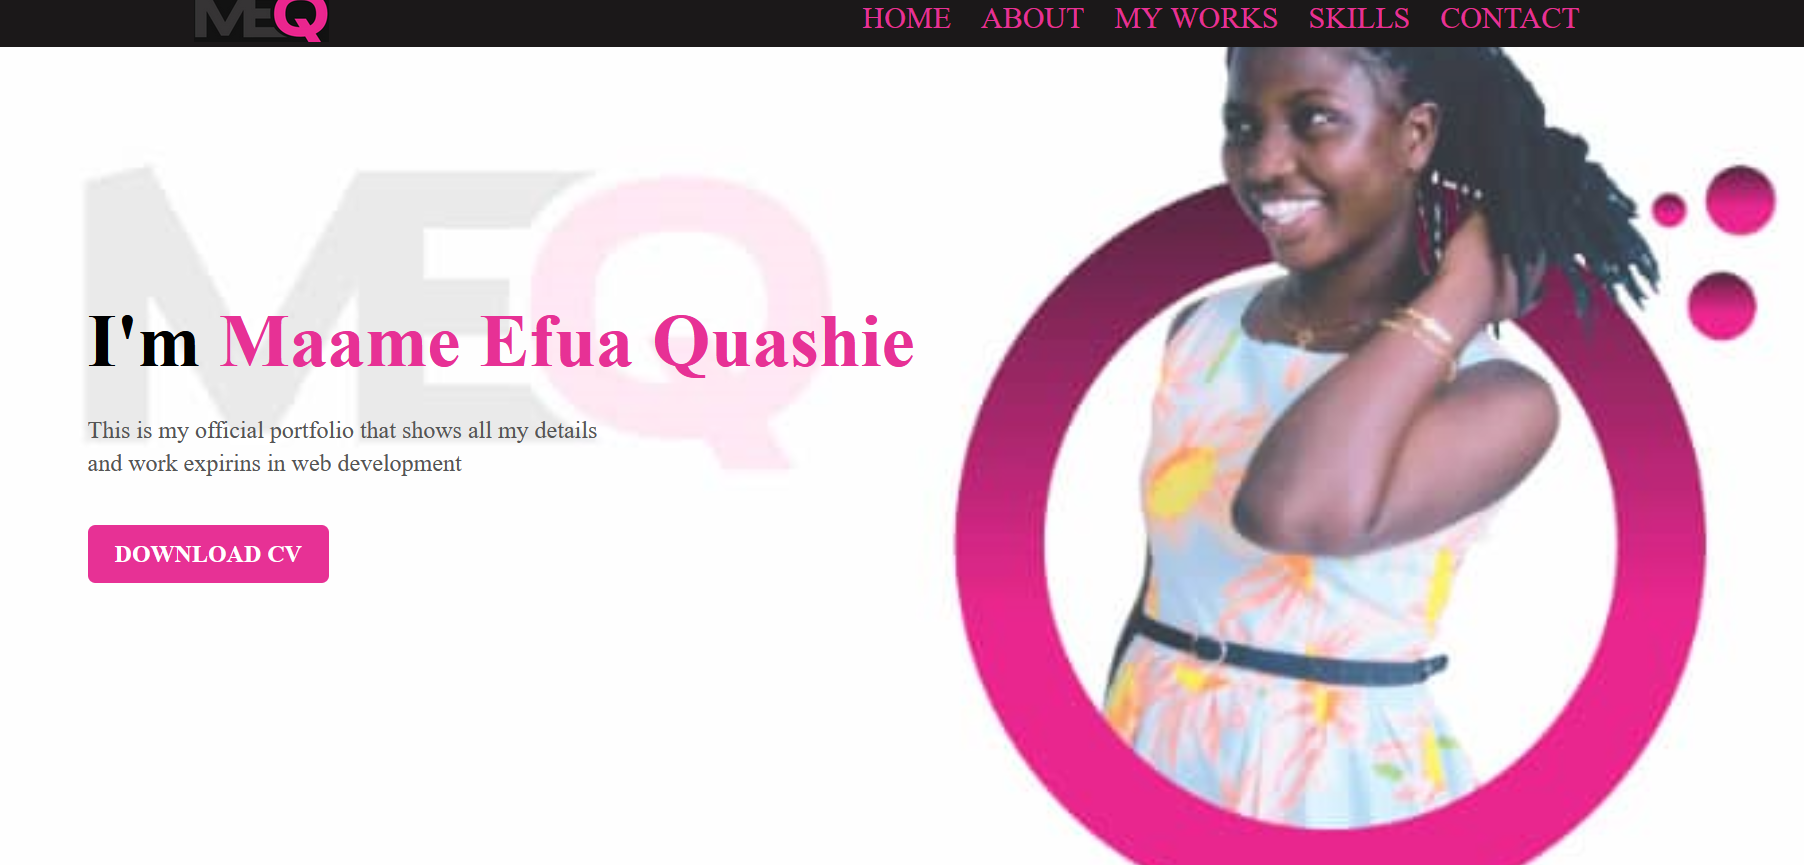 MEQ
HOME ABOUT MY WORKS SKILLS CONTACT
MEQ
I'm Maame Efua Quashie
This is my official portfolio that shows all my details
and work expirins in web development
DOWNLOAD CV